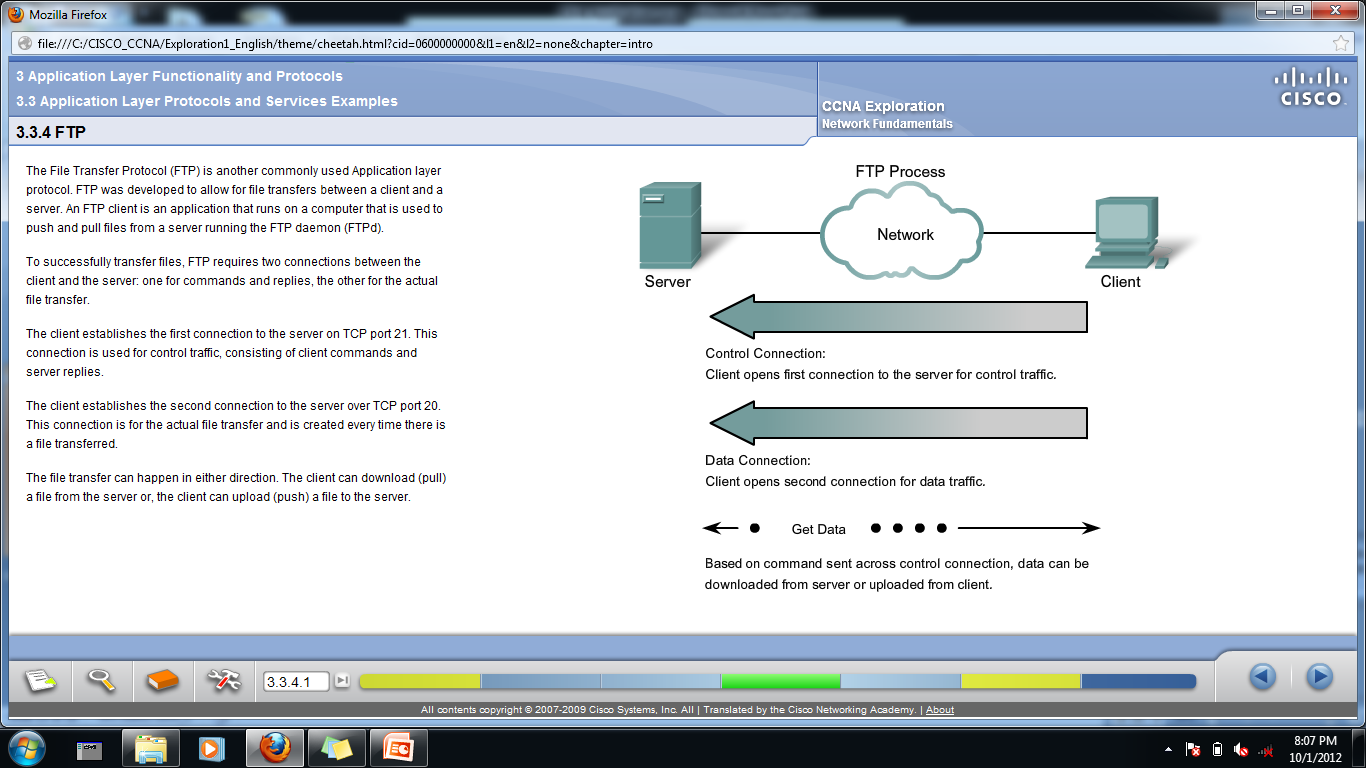 Mozilla Firefox
file:///C:/CISCO_CCNA/Exploration1_English/theme/cheetah.html?cid=0600000000&l1=en&l2=none&chapter=intro
3 Application Layer Functionality and Protocols
3.3 Application Layer Protocols and Services Examples
CCNA Exploration
Network Fundamentals
CISCO
3.3.4 FTP
The File Transfer Protocol (FTP) is another commonly used Application layer
protocol. FTP was developed to allow for file transfers between a client and a
server. An FTP client is an application that runs on a computer that is used to
push and pull files from a server running the FTP daemon (FTPd).
To successfully transfer files, FTP requires two connections between the
client and the server: one for commands and replies, the other for the actual
file transfer.
The client establishes the first connection to the server on TCP port 21. This
connection is used for control traffic, consisting of client commands and
server replies.
The client establishes the second connection to the server over TCP port 20.
This connection is for the actual file transfer and is created every time there is
a file transferred.
The file transfer can happen in either direction. The client can download (pull)
a file from the server or, the client can upload (push) a file to the server.
FTP Process
Network
Server
Client
Control Connection:
Client opens first connection to the server for control traffic.
Data Connection:
Client opens second connection for data traffic.
Get Data
Based on command sent across control connection, data can be
downloaded from server or uploaded from client.
3.3.4.1
All contents copyright © 2007-2009 Cisco Systems, Inc. All | Translated by the Cisco Networking Academy. | About
8:07 PM
10/1/2012